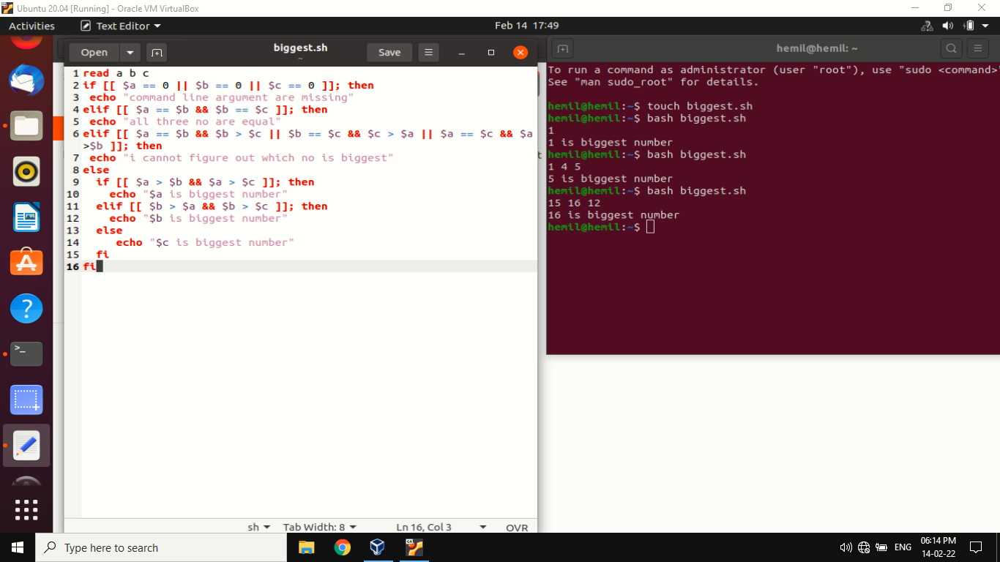 Ubuntu 20.04 [Running] - Oracle VM VirtualBox
Activities
Text Editor
Feb 14 17:49
Open
biggest.sh
~
Save
1 read a b c
2 if [[ $a == 0 || $b == 0 || $c == 0 ]]; then
3  echo "command line argument are missing"
4 elif [[ $a == $b && $b == $c ]]; then
5  echo "all three no are equal"
6 elif [[ $a == $b && $b > $c || $b == $c && $c > $a || $a == $c && $a
>$b ]]; then
7  echo "i cannot figure out which no is biggest"
8 else
9   if [[ $a > $b && $a > $c ]]; then
10     echo "$a is biggest number"
11   elif [[ $b > $a && $b > $c ]]; then
12     echo "$b is biggest number"
13   else
14      echo "$c is biggest number"
15   fi
16 fi
sh
Tab Width: 8
Ln 16, Col 3
OVR
hemil@hemil: ~
To run a command as administrator (user "root"), use "sudo <command>"
See "man sudo_root" for details.
hemil@hemil:~$ touch biggest.sh
hemil@hemil:~$ bash biggest.sh
1
1 is biggest number
hemil@hemil:~$ bash biggest.sh
1 4 5
5 is biggest number
hemil@hemil:~$ bash biggest.sh
15 16 12
16 is biggest number
hemil@hemil:~$
Type here to search
ENG
06:14 PM
14-02-22